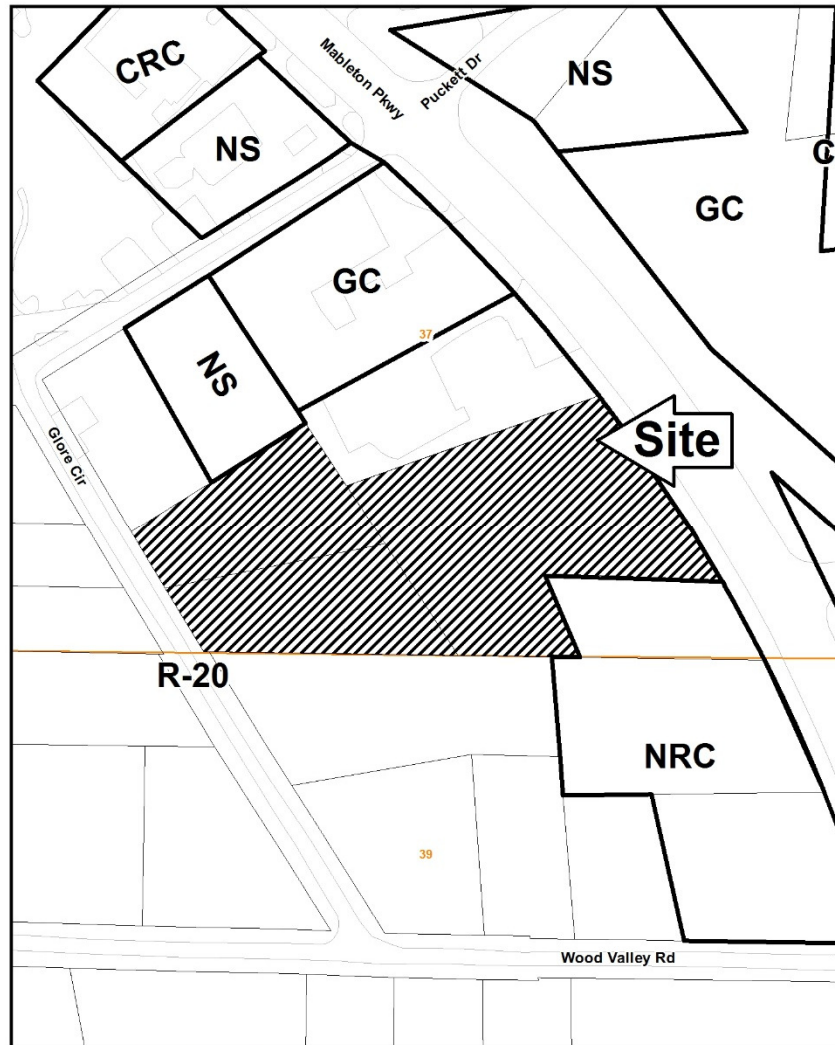 CRC
Mableton Pkwy
Puckett Dr
NS
NS
C
GC
GC
37
NS
Site
Glore Cir
R-20
NRC
39
Wood Valley Rd